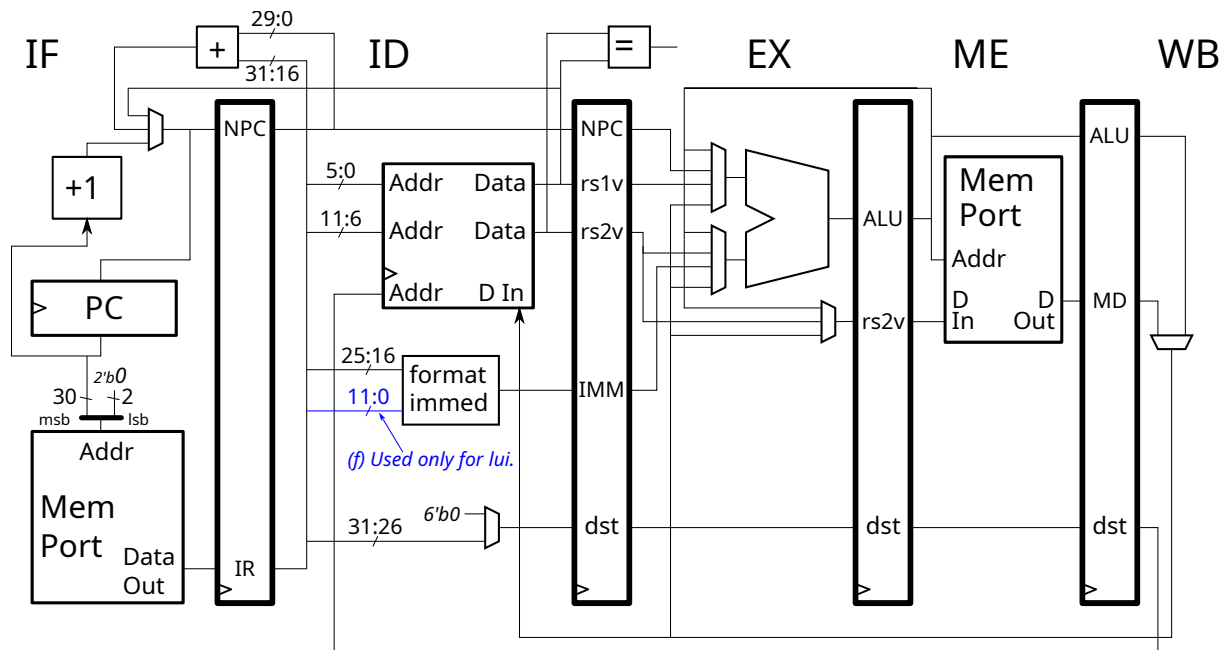 IF
ID
EX
ME
WB
29:0
+
31:16
=
NPC
NPC
ALU
+1
5:0
Addr
Data
rs1v
Mem
Port
11:6
Addr
Data
rs2v
ALU
Addr
Addr
D In
PC
D
In
D
Out
MD
rs2v
25:16
format
immed
IMM
2'b0
30
2
11:0
msb
lsb
Addr
(f) Used only for lui.
Mem
Port
6'b0
31:26
dst
dst
dst
Data
Out
IR